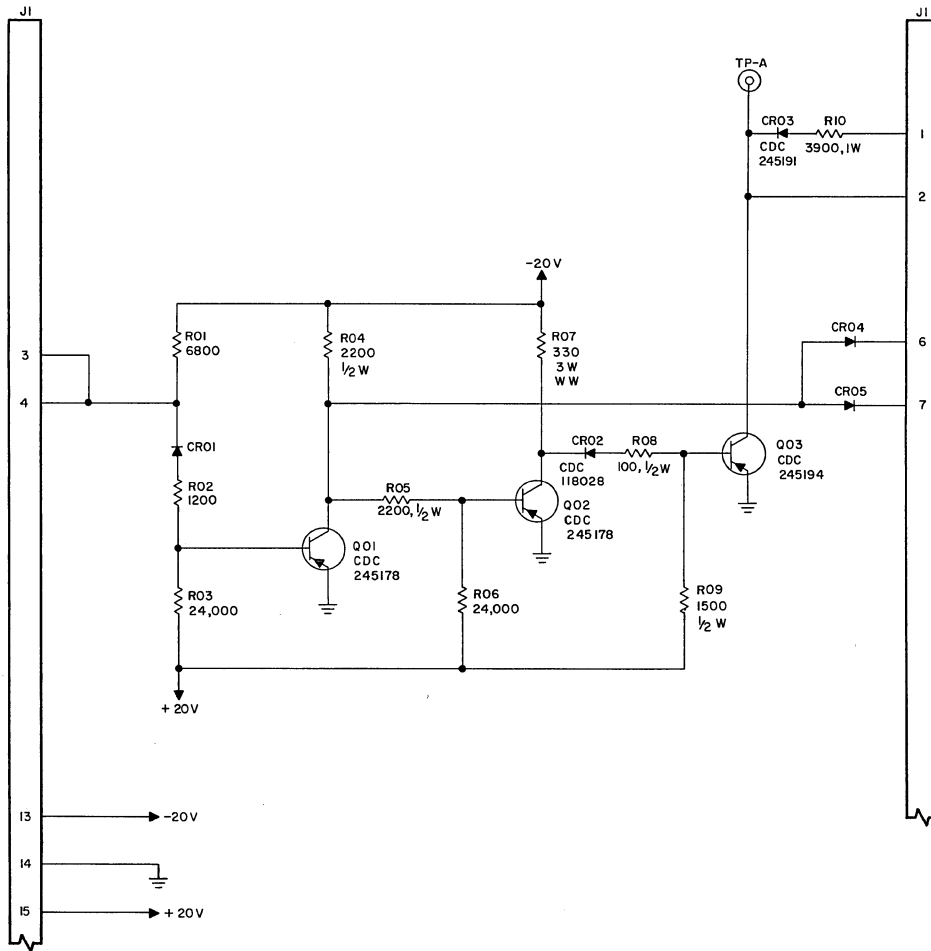 J1
J1
TP-A
CR03
R10
CDC
245191
3900, 1W
1
2
-20V
R01
6800
R04
2200
1/2 W
R07
330
3 W
W W
CR04
3
6
4
CR05
7
CR01
R02
1200
CR02
R08
CDC
118028
100, 1/2 W
Q03
CDC
245194
R05
2200, 1/2 W
Q02
CDC
245178
Q01
CDC
245178
R03
24,000
R06
24,000
R09
1500
1/2 W
+ 20V
13
-20V
14
15
+ 20V